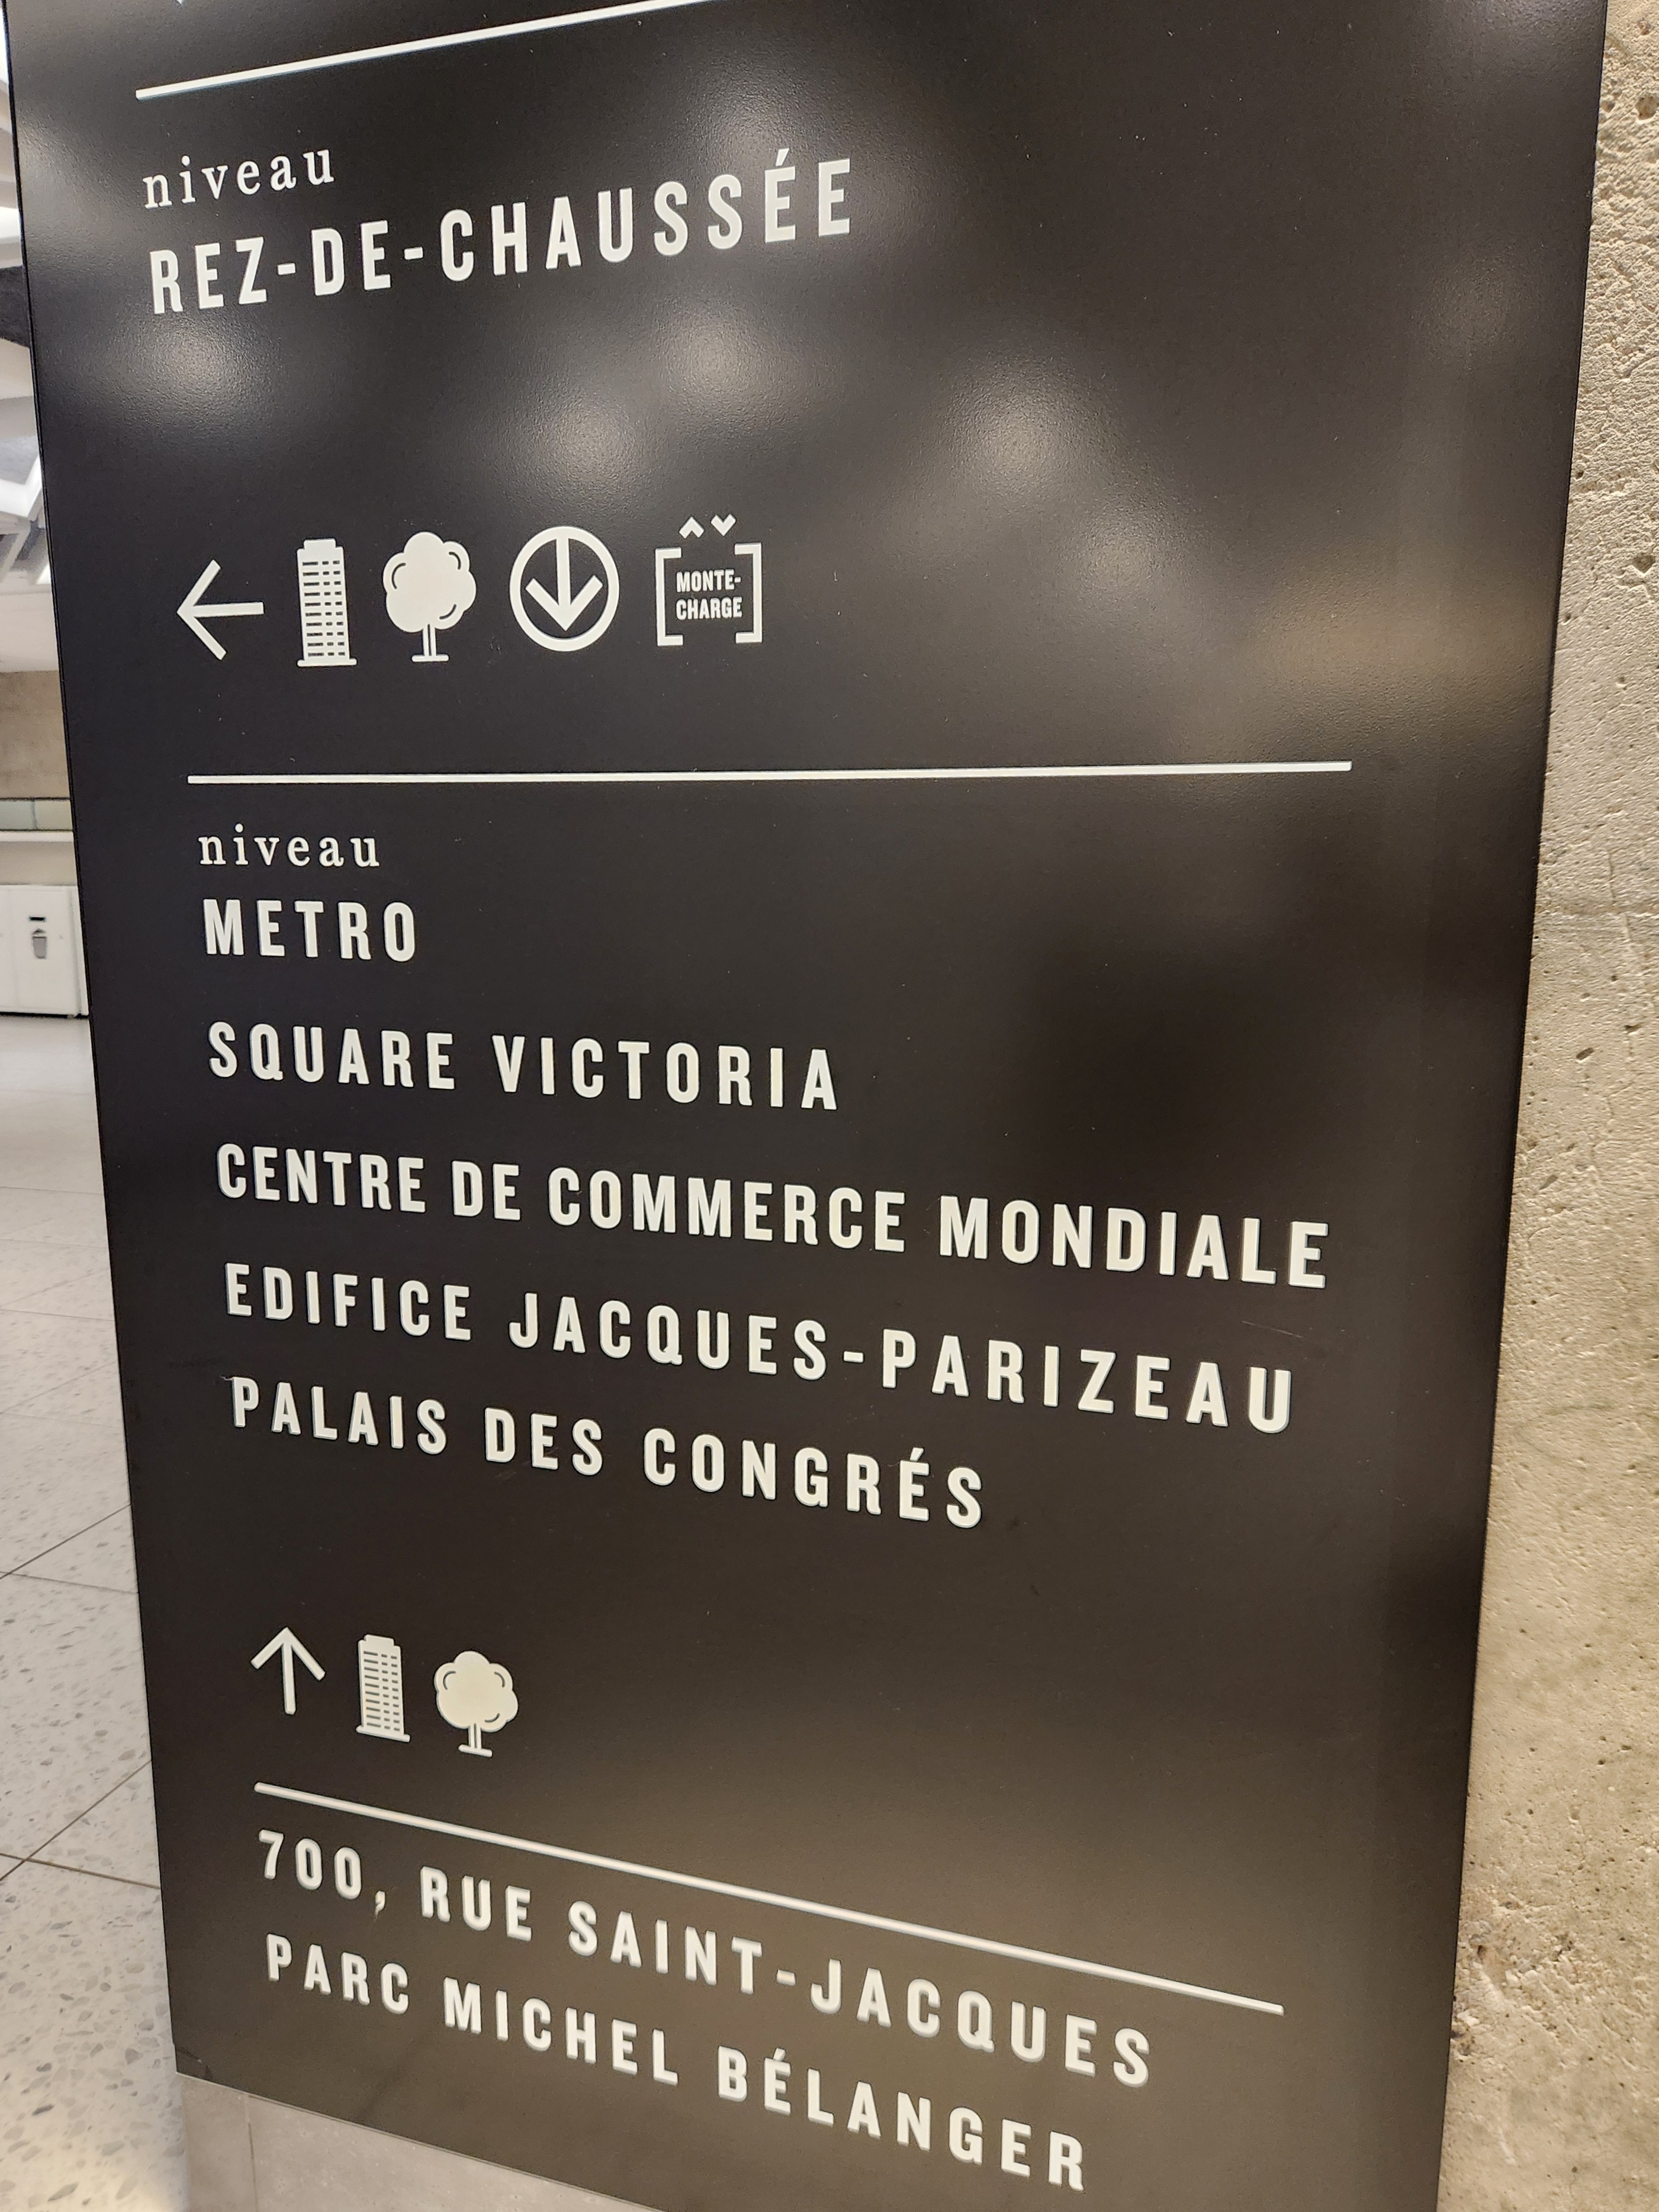 niveau
REZ-DE-CHAUSSÉE
MONTE-
CHARGE
niveau
METRO
SQUARE VICTORIA
CENTRE DE COMMERCE MONDIALE
EDIFICE JACQUES-PARIZEAU
PALAIS DES CONGRÉS
700, RUE SAINT-JACQUES
PARC MICHEL BÉLANGER